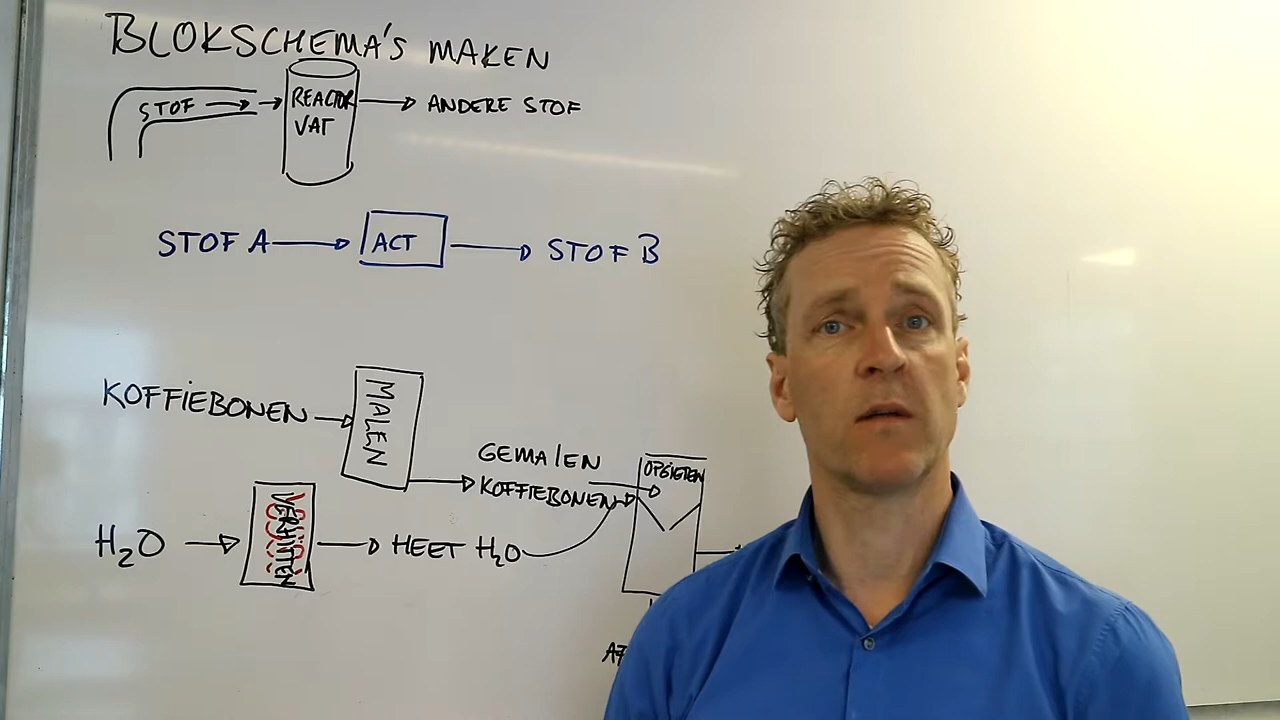 BLOKSCHEMA'S MAKEN
STOF
REACTOR
VAT
ANDERE STOF
STOF A
ACT
STOF B
KOFFIEBONEN
MALEN
GEMALEN
KOFFIEBONEN
OPGIETEN
H₂O
VERHITTEN
HEET H₂O